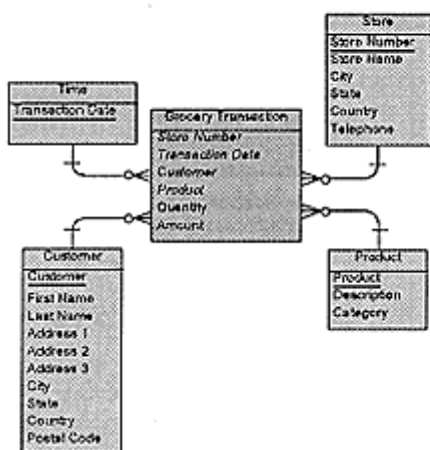 Store
Store Number
Store Name
City
State
Country
Telephone
Time
Transaction Date
Grocery Transaction
Store Number
Transaction Date
Customer
Product
Quantity
Amount
Customer
Customer
First Name
Last Name
Address 1
Address 2
Address 3
City
State
Country
Postal Code
Product
Product
Description
Category